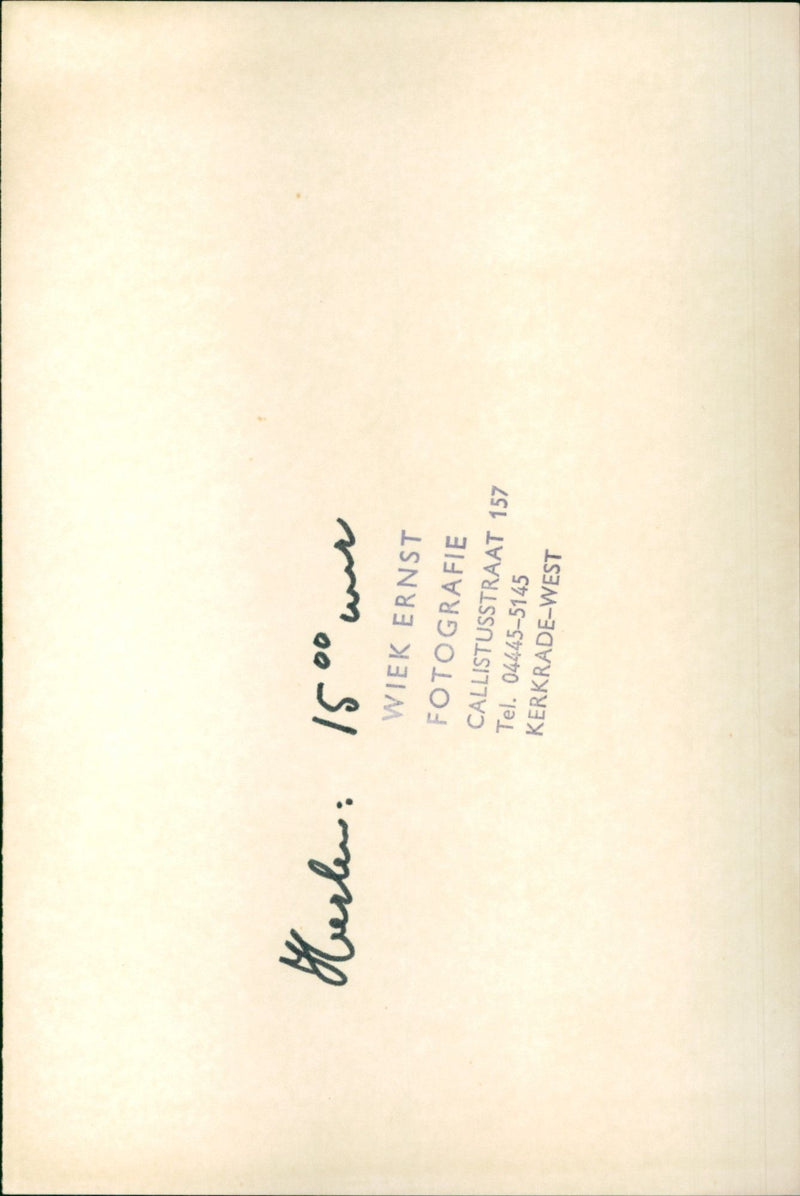 Heerlen: 15⁰⁰ uur
WIEK ERNST
FOTOGRAFIE
CALLISTUSSTRAAT 157
Tel. 04445-5145
KERKRADE-WEST